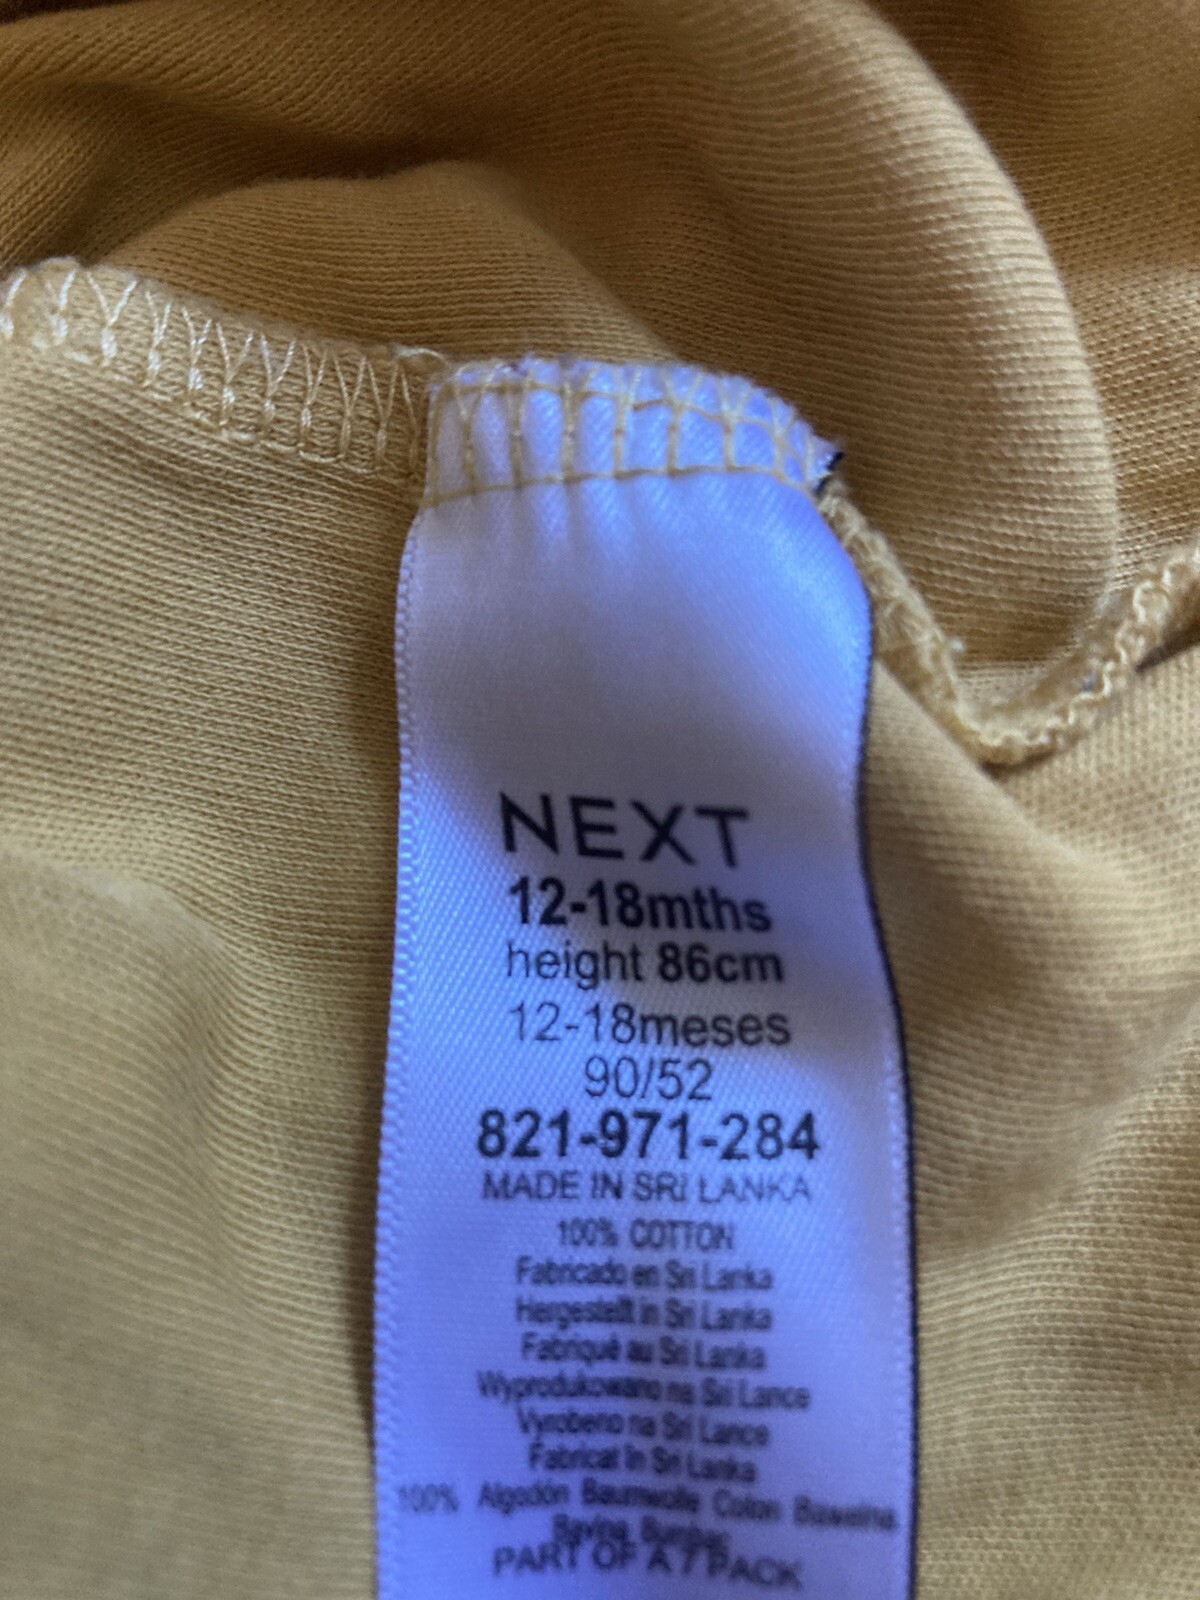 NEXT
12-18mths
height 86cm
12-18meses
90/52
821-971-284
MADE IN SRI LANKA
100% COTTON
Fabricado en Sri Lanka
Hergestellt in Sri Lanka
Fabriqué au Sri Lanka
Wyprodukowano na Sri Lance
Vyrobeno na Sri Lance
Fabricat în Sri Lanka
100% Algodón Baumwolle Coton Bawełna
PART OF A 7 PACK